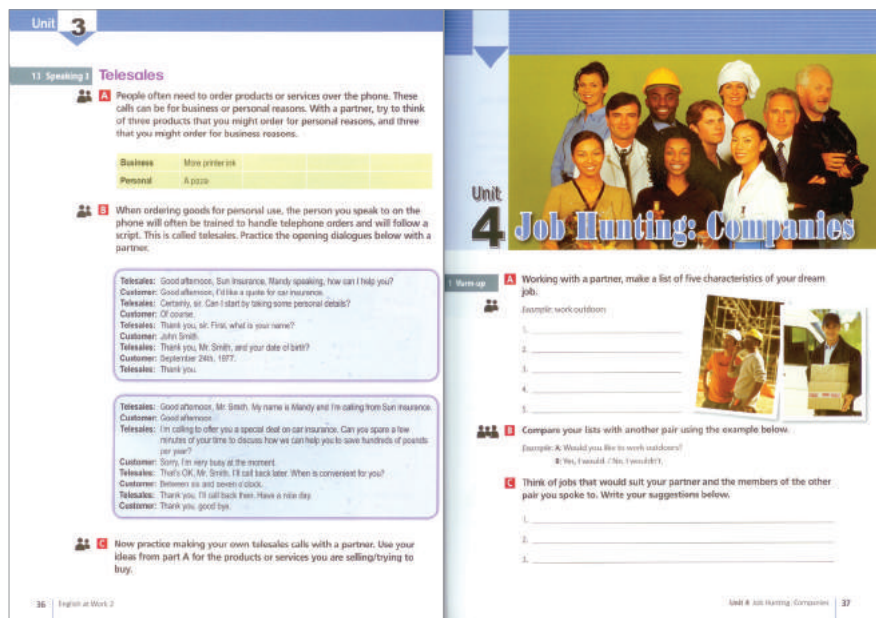 Unit 3
13 Speaking 3
Telesales
A People often need to order products or services over the phone. These
calls can be for business or personal reasons. With a partner, try to think
of three products that you might order for personal reasons, and three
that you might order for business reasons.
Business More printer ink
Personal A pizza
B When ordering goods for personal use, the person you speak to on the
phone will often be trained to handle telephone orders and will follow a
script. This is called telesales. Practice the opening dialogues below with a
partner.
Telesales: Good afternoon, Sun Insurance, Mandy speaking, how can I help you?
Customer: Good afternoon, I'd like a quote for car insurance.
Telesales: Certainly, sir. Can I start by taking some personal details?
Customer: Of course.
Telesales: Thank you, sir. First, what is your name?
Customer: John Smith.
Telesales: Thank you, Mr. Smith, and your date of birth?
Customer: September 24th, 1977.
Telesales: Thank you.
Telesales: Good afternoon, Mr. Smith. My name is Mandy and I'm calling from Sun Insurance.
Customer: Good afternoon.
Telesales: I'm calling to offer you a special deal on car insurance. Can you spare a few
minutes of your time to discuss how we can help you to save hundreds of pounds
per year?
Customer: Sorry, I'm very busy at the moment.
Telesales: That's OK, Mr. Smith. I'll call back later. When is convenient for you?
Customer: Between six and seven o'clock.
Telesales: Thank you, I'll call back then. Have a nice day.
Customer: Thank you, good bye.
C Now practice making your own telesales calls with a partner. Use your
ideas from part A for the products or services you are selling/trying to
buy.
36 English at Work 2
Unit
4 Job Hunting: Companies
1 Warm-up
A Working with a partner, make a list of five characteristics of your dream
job.
Example: work outdoors
1.
2.
3.
4.
5.
B Compare your lists with another pair using the example below.
Example: A: Would you like to work outdoors?
B: Yes, I would. / No, I wouldn't.
C Think of jobs that would suit your partner and the members of the other
pair you spoke to. Write your suggestions below.
1.
2.
3.
Unit 4 Job Hunting: Companies 37